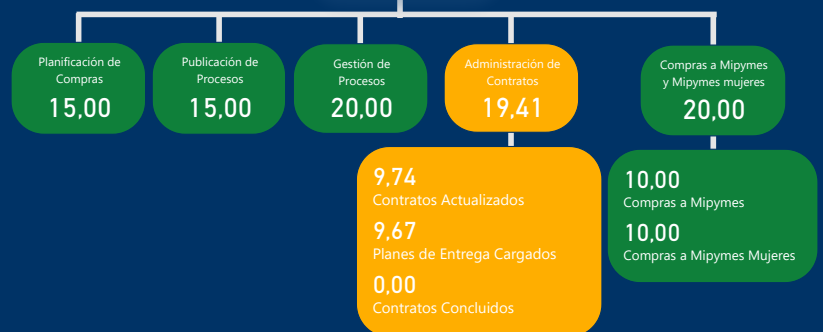 Planificación de
Compras
15,00
Publicación de
Procesos
15,00
Gestión de
Procesos
20,00
Administración de
Contratos
19,41
Compras a Mipymes
y Mipymes mujeres
20,00
9,74
Contratos Actualizados
9,67
Planes de Entrega Cargados
0,00
Contratos Concluidos
10,00
Compras a Mipymes
10,00
Compras a Mipymes Mujeres